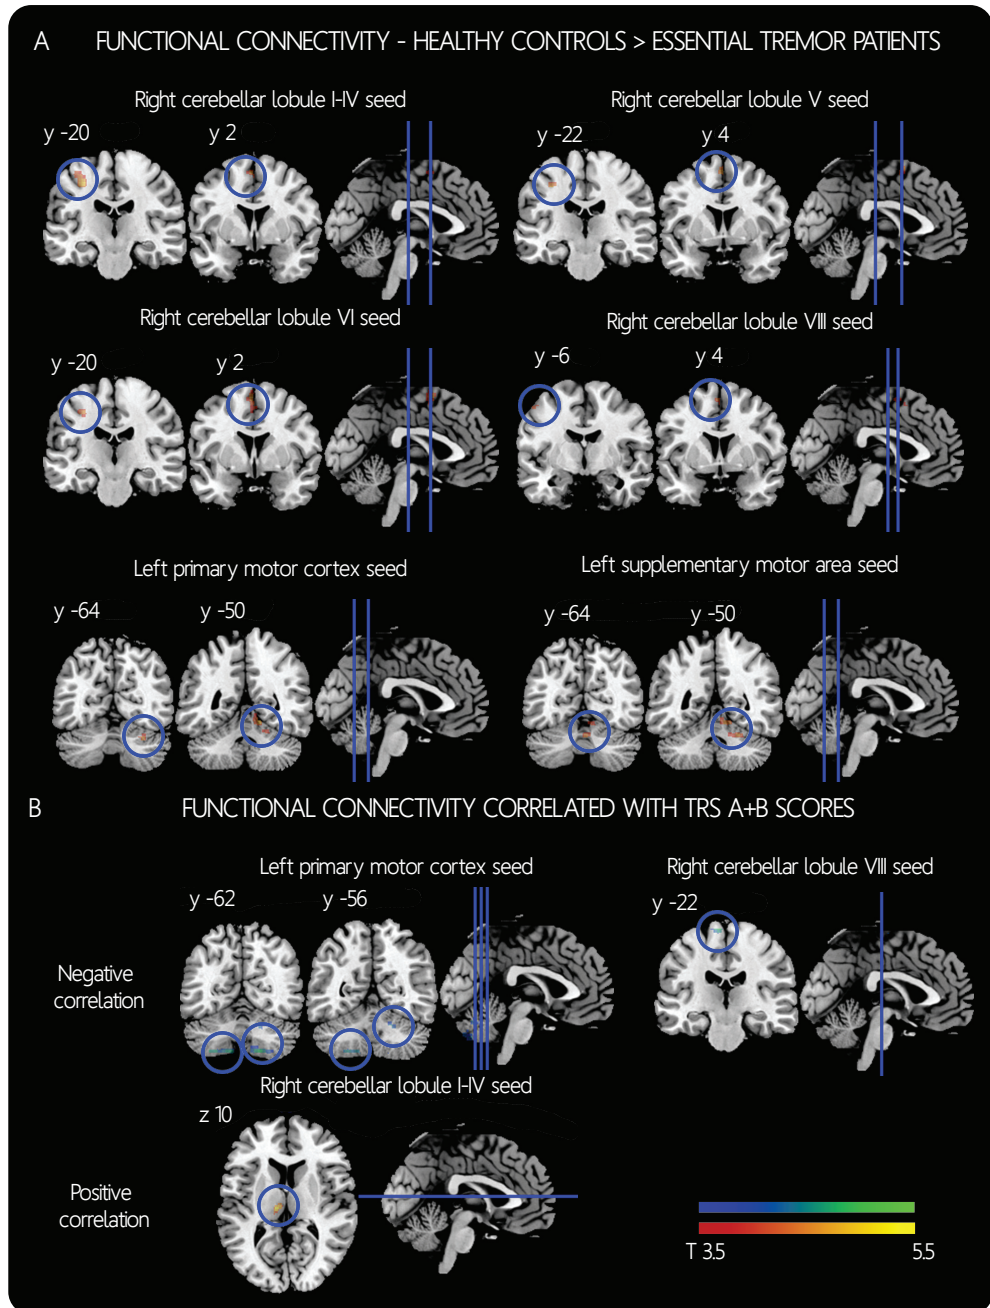 A FUNCTIONAL CONNECTIVITY - HEALTHY CONTROLS > ESSENTIAL TREMOR PATIENTS
Right cerebellar lobule I-IV seed
Right cerebellar lobule V seed
y -20
y 2
y -22
y 4
Right cerebellar lobule VI seed
Right cerebellar lobule VIII seed
y -20
y 2
y -6
y 4
Left primary motor cortex seed
Left supplementary motor area seed
y -64
y -50
y -64
y -50
B FUNCTIONAL CONNECTIVITY CORRELATED WITH TRS A+B SCORES
Left primary motor cortex seed
Right cerebellar lobule VIII seed
y -62
y -56
y -22
Negative
correlation
Right cerebellar lobule I-IV seed
z 10
Positive
correlation
T 3.5
5.5